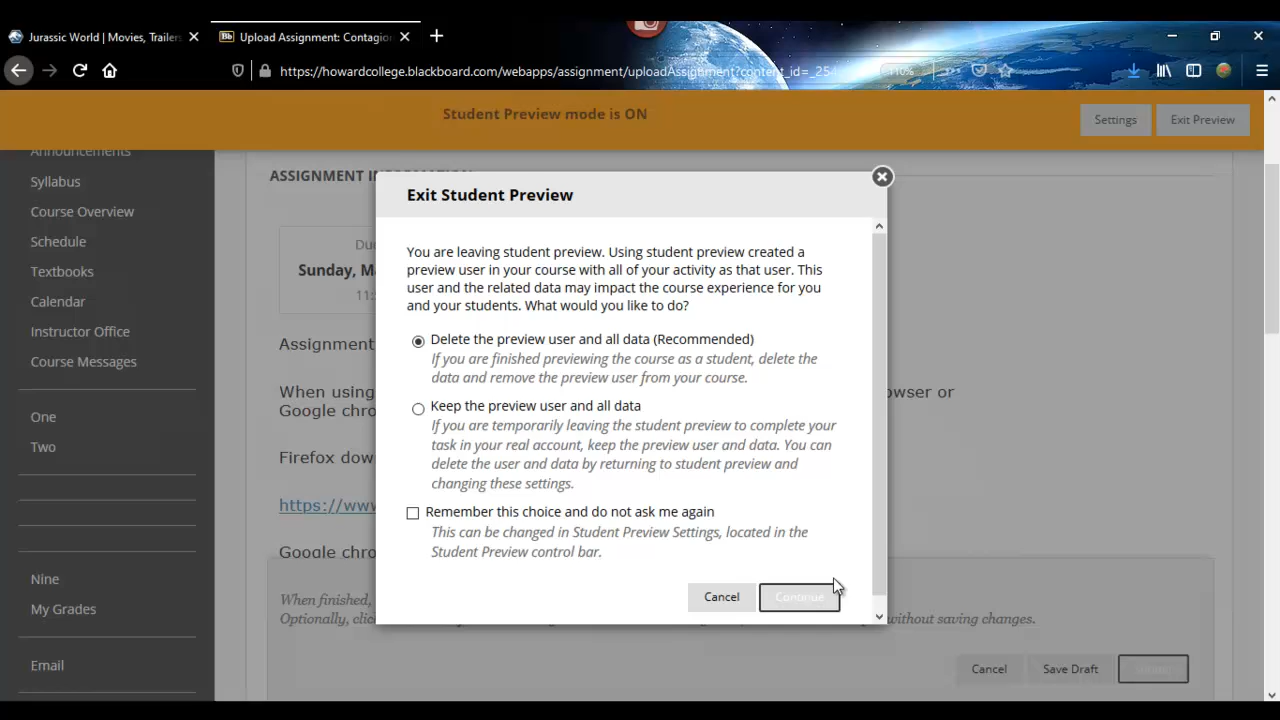 Jurassic World | Movies, Trailer
Bb Upload Assignment: Contagion
https://howardcollege.blackboard.com/webapps/assignment/uploadAssignment?content_id=_254
110%
Student Preview mode is ON
Settings
Exit Preview
Announcements
Syllabus
Course Overview
Schedule
Textbooks
Calendar
Instructor Office
Course Messages
One
Two
Nine
My Grades
Email
ASSIGNMENT
Sunday,
Assignment
When using
owser or
Google chro
Firefox dow
https://www
Google chro
When finished,
Optionally, clic
without saving changes.
Cancel
Save Draft
Exit Student Preview
You are leaving student preview. Using student preview created a
preview user in your course with all of your activity as that user. This
user and the related data may impact the course experience for you
and your students. What would you like to do?
Delete the preview user and all data (Recommended)
If you are finished previewing the course as a student, delete the
data and remove the preview user from your course.
Keep the preview user and all data
If you are temporarily leaving the student preview to complete your
task in your real account, keep the preview user and data. You can
delete the user and data by returning to student preview and
changing these settings.
Remember this choice and do not ask me again
This can be changed in Student Preview Settings, located in the
Student Preview control bar.
Cancel
Continue